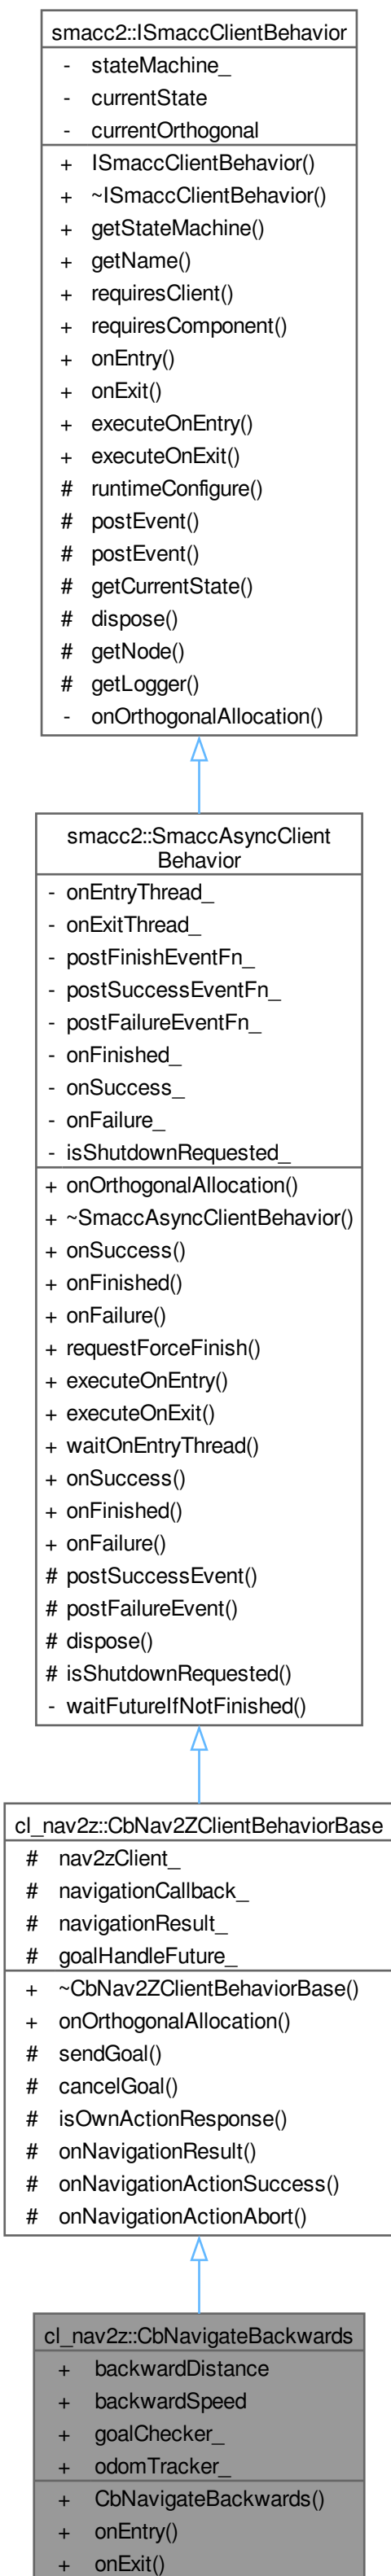 smacc2::ISmaccClientBehavior
- stateMachine_
- currentState
- currentOrthogonal
+ ISmaccClientBehavior()
+ ~ISmaccClientBehavior()
+ getStateMachine()
+ getName()
+ requiresClient()
+ requiresComponent()
+ onEntry()
+ onExit()
+ executeOnEntry()
+ executeOnExit()
# runtimeConfigure()
# postEvent()
# postEvent()
# getCurrentState()
# dispose()
# getNode()
# getLogger()
- onOrthogonalAllocation()
smacc2::SmaccAsyncClient
Behavior
- onEntryThread_
- onExitThread_
- postFinishEventFn_
- postSuccessEventFn_
- postFailureEventFn_
- onFinished_
- onSuccess_
- onFailure_
- isShutdownRequested_
+ onOrthogonalAllocation()
+ ~SmaccAsyncClientBehavior()
+ onSuccess()
+ onFinished()
+ onFailure()
+ requestForceFinish()
+ executeOnEntry()
+ executeOnExit()
+ waitOnEntryThread()
+ onSuccess()
+ onFinished()
+ onFailure()
# postSuccessEvent()
# postFailureEvent()
# dispose()
# isShutdownRequested()
- waitFutureIfNotFinished()
cl_nav2z::CbNav2ZClientBehaviorBase
# nav2zClient_
# navigationCallback_
# navigationResult_
# goalHandleFuture_
+ ~CbNav2ZClientBehaviorBase()
+ onOrthogonalAllocation()
# sendGoal()
# cancelGoal()
# isOwnActionResponse()
# onNavigationResult()
# onNavigationActionSuccess()
# onNavigationActionAbort()
cl_nav2z::CbNavigateBackwards
+ backwardDistance
+ backwardSpeed
+ goalChecker_
+ odomTracker_
+ CbNavigateBackwards()
+ onEntry()
+ onExit()